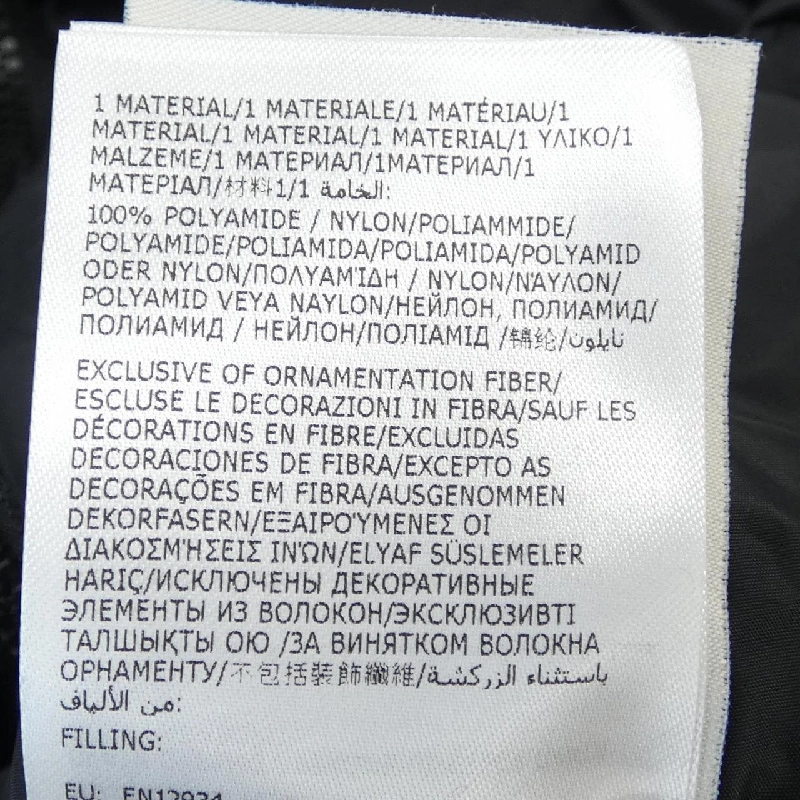 1 MATERIAL/1 MATERIALE/1 MATÉRIAU/1
MATERIAL/1 MATERIAL/1 MATERIAL/1 ΥΛΙΚΟ/1
MALZEME/1 МАТЕРИАЛ/1МАТЕРИАЛ/1
МАТЕРІАЛ/材料1/1 الخامة:
100% POLYAMIDE / NYLON/POLIAMMIDE/
POLYAMIDE/POLIAMIDA/POLIAMIDA/POLYAMID
ODER NYLON/ΠΟΛΥΑΜΊΔΗ / NYLON/ΝΆΥΛΟΝ/
POLYAMID VEYA NAYLON/НЕЙЛОН, ПОЛИАМИД/
ПОЛИАМИД / НЕЙЛОН/ПОЛІАМІД /锦纶/نايلون
EXCLUSIVE OF ORNAMENTATION FIBER/
ESCLUSE LE DECORAZIONI IN FIBRA/SAUF LES
DÉCORATIONS EN FIBRE/EXCLUIDAS
DECORACIONES DE FIBRA/EXCEPTO AS
DECORAÇÕES EM FIBRA/AUSGENOMMEN
DEKORFASERN/ΕΞΑΙΡΟΎΜΕΝΕΣ ΟΙ
ΔΙΑΚΟΣΜΉΣΕΙΣ ΙΝΏΝ/ELYAF SÜSLEMELER
HARIÇ/ИСКЛЮЧЕНЫ ДЕКОРАТИВНЫЕ
ЭЛЕМЕНТЫ ИЗ ВОЛОКОН/ЭКСКЛЮЗИВТІ
ТАЛШЫҚТЫ ОЮ /ЗА ВИНЯТКОМ ВОЛОКНА
ОРНАМЕНТУ/不包括裝飾纖維/باستثناء الزركشة
من الألياف:
FILLING:
EU: EN12934